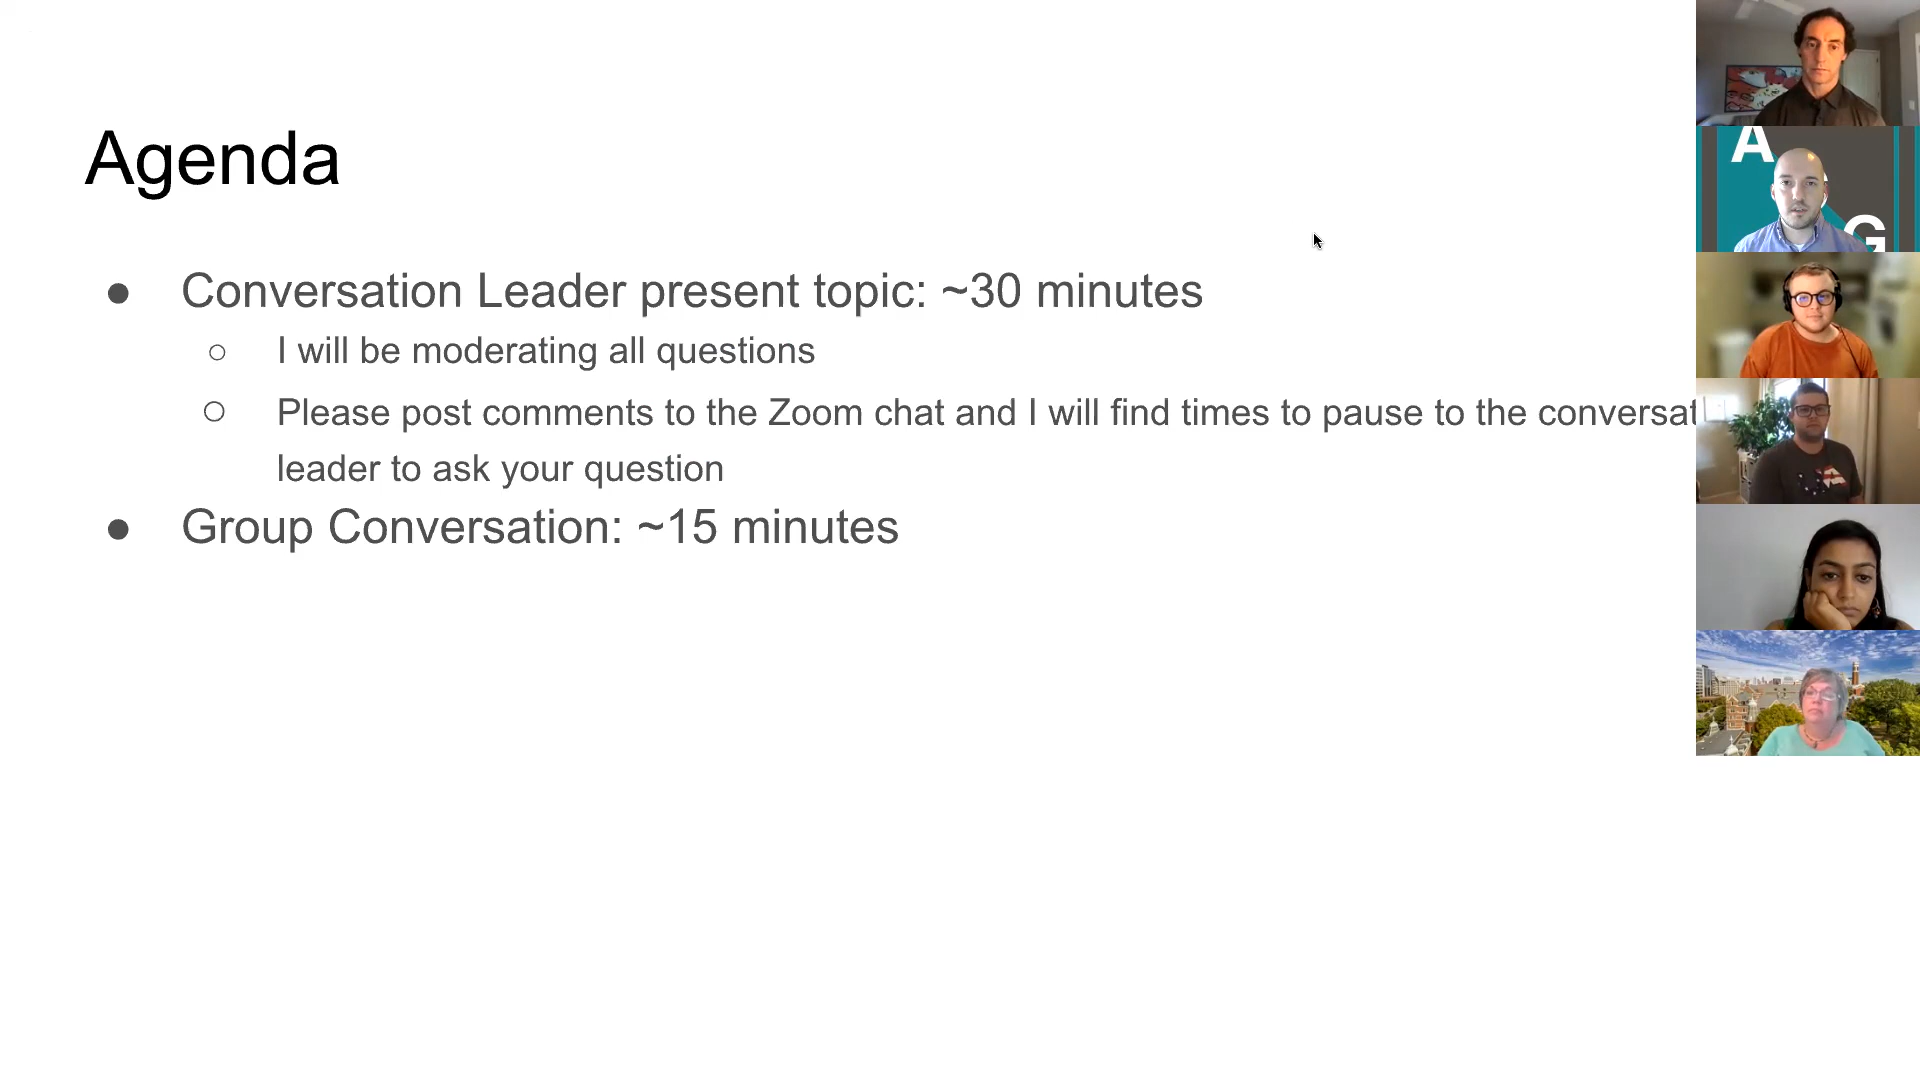 Agenda
● Conversation Leader present topic: ~30 minutes
○ I will be moderating all questions
○ Please post comments to the Zoom chat and I will find times to pause to the conversat
leader to ask your question
● Group Conversation: ~15 minutes
A
G